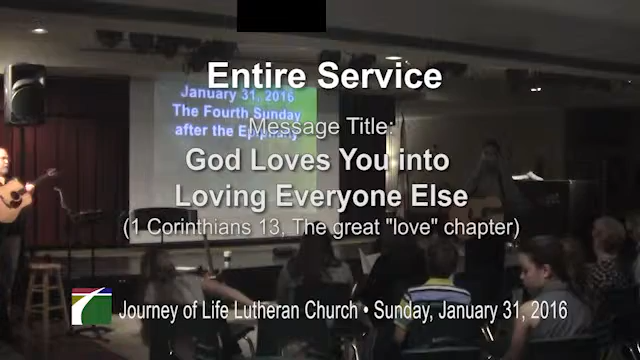 Entire Service
January 31, 2016
The Fourth Sunday
after the Epiphany
Message Title:
God Loves You into
Loving Everyone Else
(1 Corinthians 13, The great "love" chapter)
Journey of Life Lutheran Church • Sunday, January 31, 2016